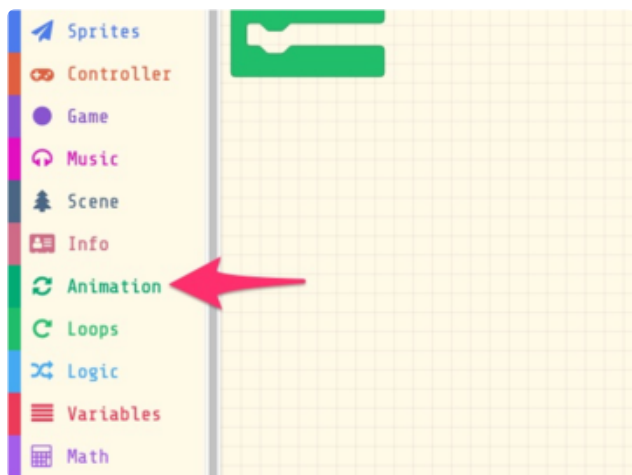 Sprites
Controller
Game
Music
Scene
Info
Animation
Loops
Logic
Variables
Math